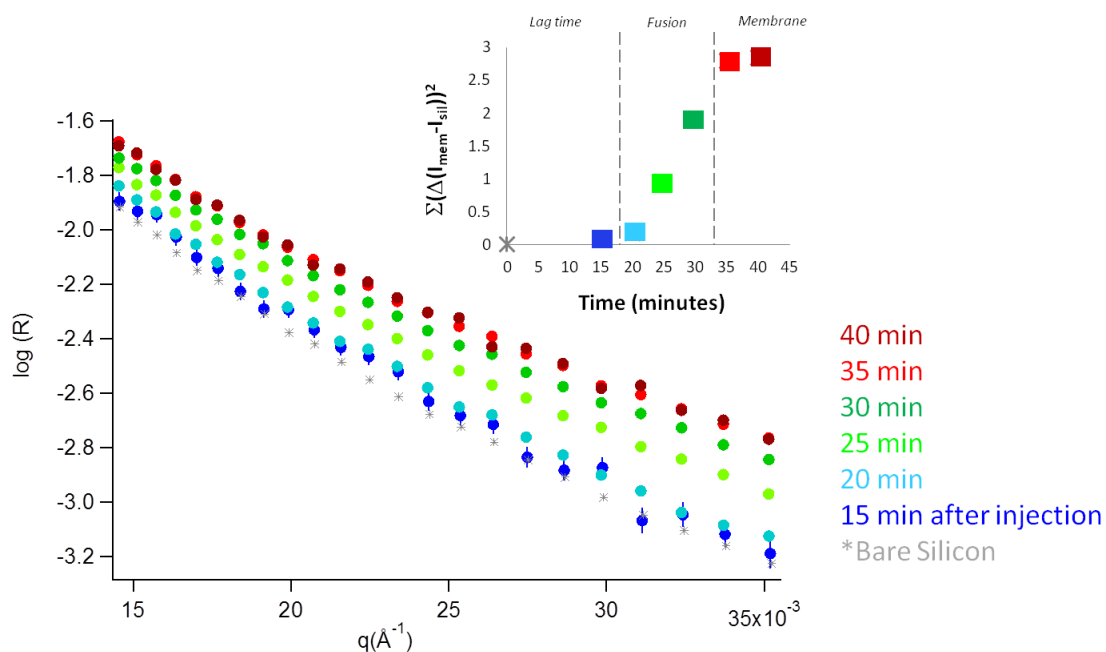 Lag time Fusion Membrane
3
2.5
2
1.5
1
0.5
0
Σ(Δ(I_mem-I_sil))²
0 5 10 15 20 25 30 35 40 45
Time (minutes)
-1.6
-1.8
-2.0
-2.2
-2.4
-2.6
-2.8
-3.0
-3.2
log (R)
15 20 25 30 35x10⁻³
q(Å⁻¹)
40 min
35 min
30 min
25 min
20 min
15 min after injection
*Bare Silicon